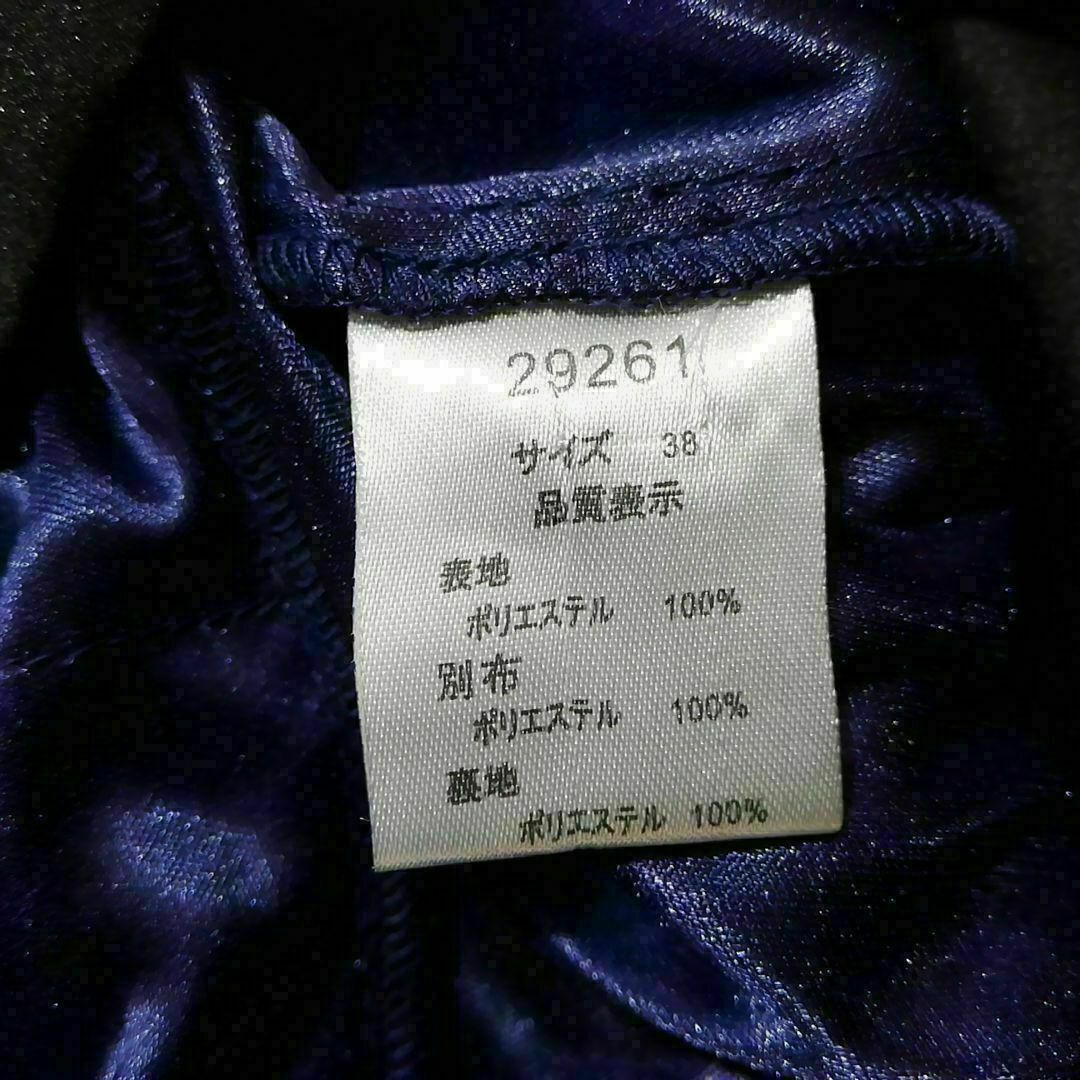 29261
サイズ 38
品質表示
表地
ポリエステル 100%
別布
ポリエステル 100%
裏地
ポリエステル 100%